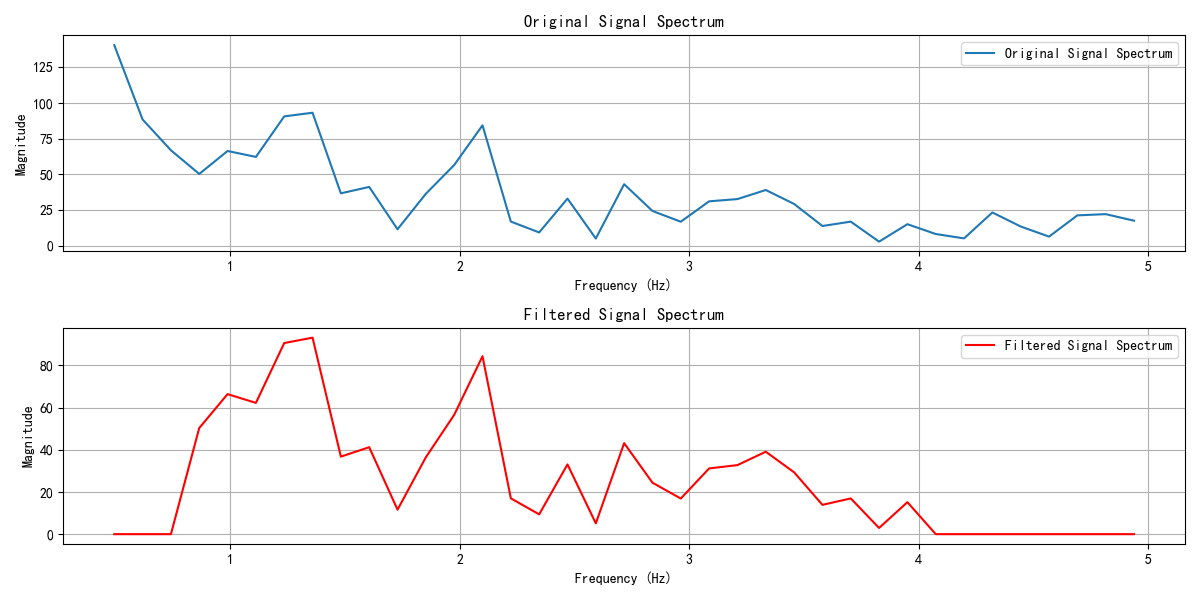 Original Signal Spectrum
Original Signal Spectrum
125
100
75
50
25
0
Magnitude
1 2 3 4 5
Frequency (Hz)
Filtered Signal Spectrum
Filtered Signal Spectrum
80
60
40
20
0
Magnitude
1 2 3 4 5
Frequency (Hz)